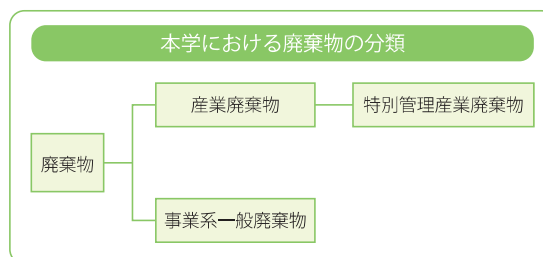 本学における廃棄物の分類
産業廃棄物
特別管理産業廃棄物
廃棄物
事業系一般廃棄物